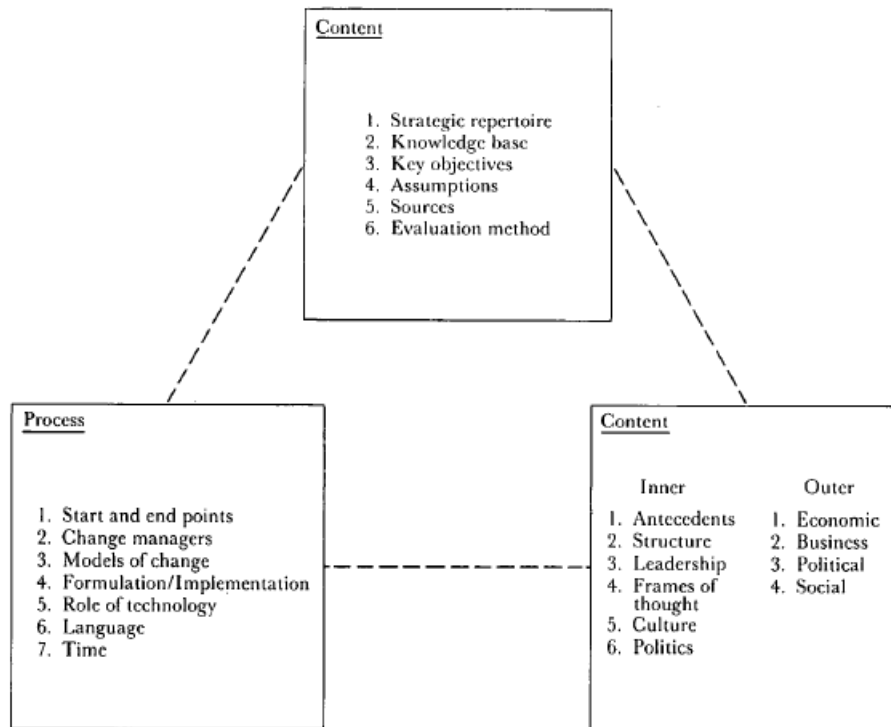 Content
1. Strategic repertoire
2. Knowledge base
3. Key objectives
4. Assumptions
5. Sources
6. Evaluation method
Process
1. Start and end points
2. Change managers
3. Models of change
4. Formulation/Implementation
5. Role of technology
6. Language
7. Time
Content
Inner
1. Antecedents
2. Structure
3. Leadership
4. Frames of
thought
5. Culture
6. Politics
Outer
1. Economic
2. Business
3. Political
4. Social